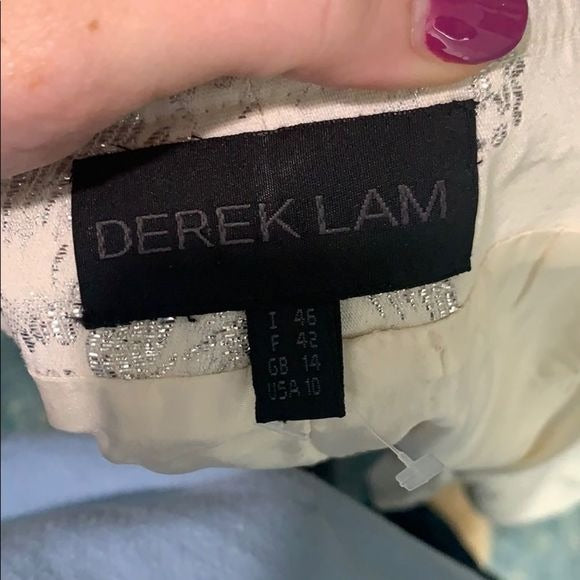 DEREK LAM
I 46
F 42
GB 14
USA 10